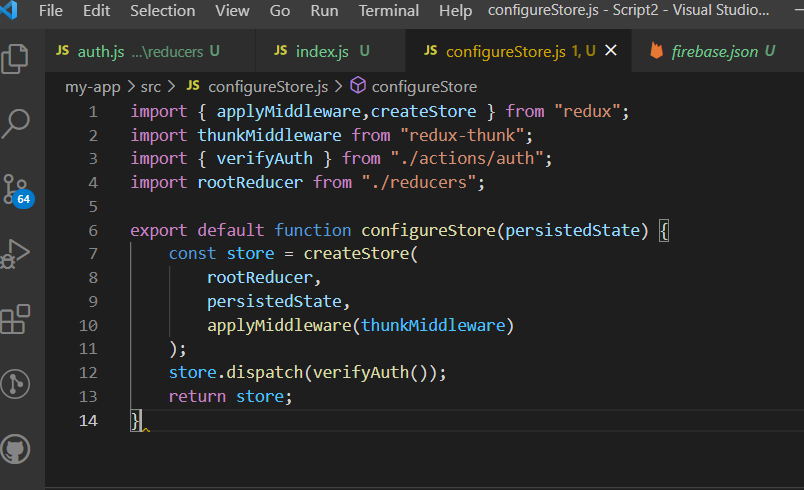 File Edit Selection View Go Run Terminal Help configureStore.js - Script2 - Visual Studio...
JS auth.js ...\reducers U JS index.js U JS configureStore.js 1, U firebase.json U
my-app > src > JS configureStore.js > configureStore
1 import { applyMiddleware,createStore } from "redux";
2 import thunkMiddleware from "redux-thunk";
3 import { verifyAuth } from "./actions/auth";
4 import rootReducer from "./reducers";
5
6 export default function configureStore(persistedState) {
7 const store = createStore(
8 rootReducer,
9 persistedState,
10 applyMiddleware(thunkMiddleware)
11 );
12 store.dispatch(verifyAuth());
13 return store;
14 }
64